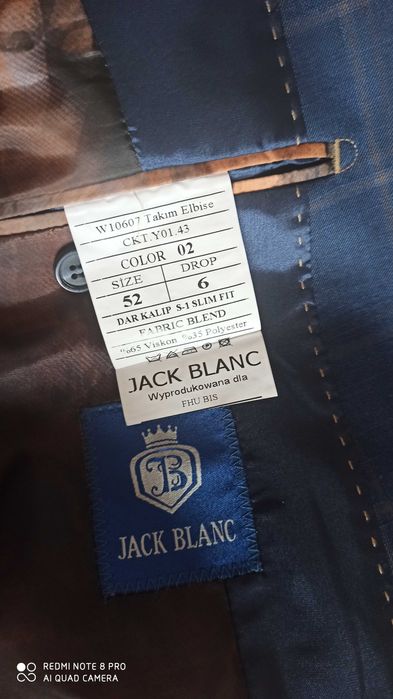 W10607 Takım Elbise
CKT.Y01.43
COLOR 02
SIZE DROP
52 6
DAR KALIP S-1 SLIM FIT
FABRIC BLEND
%65 Viskon %35 Polyester
JACK BLANC
Wyprodukowana dla
FHU BIS
JB
JACK BLANC
REDMI NOTE 8 PRO
AI QUAD CAMERA